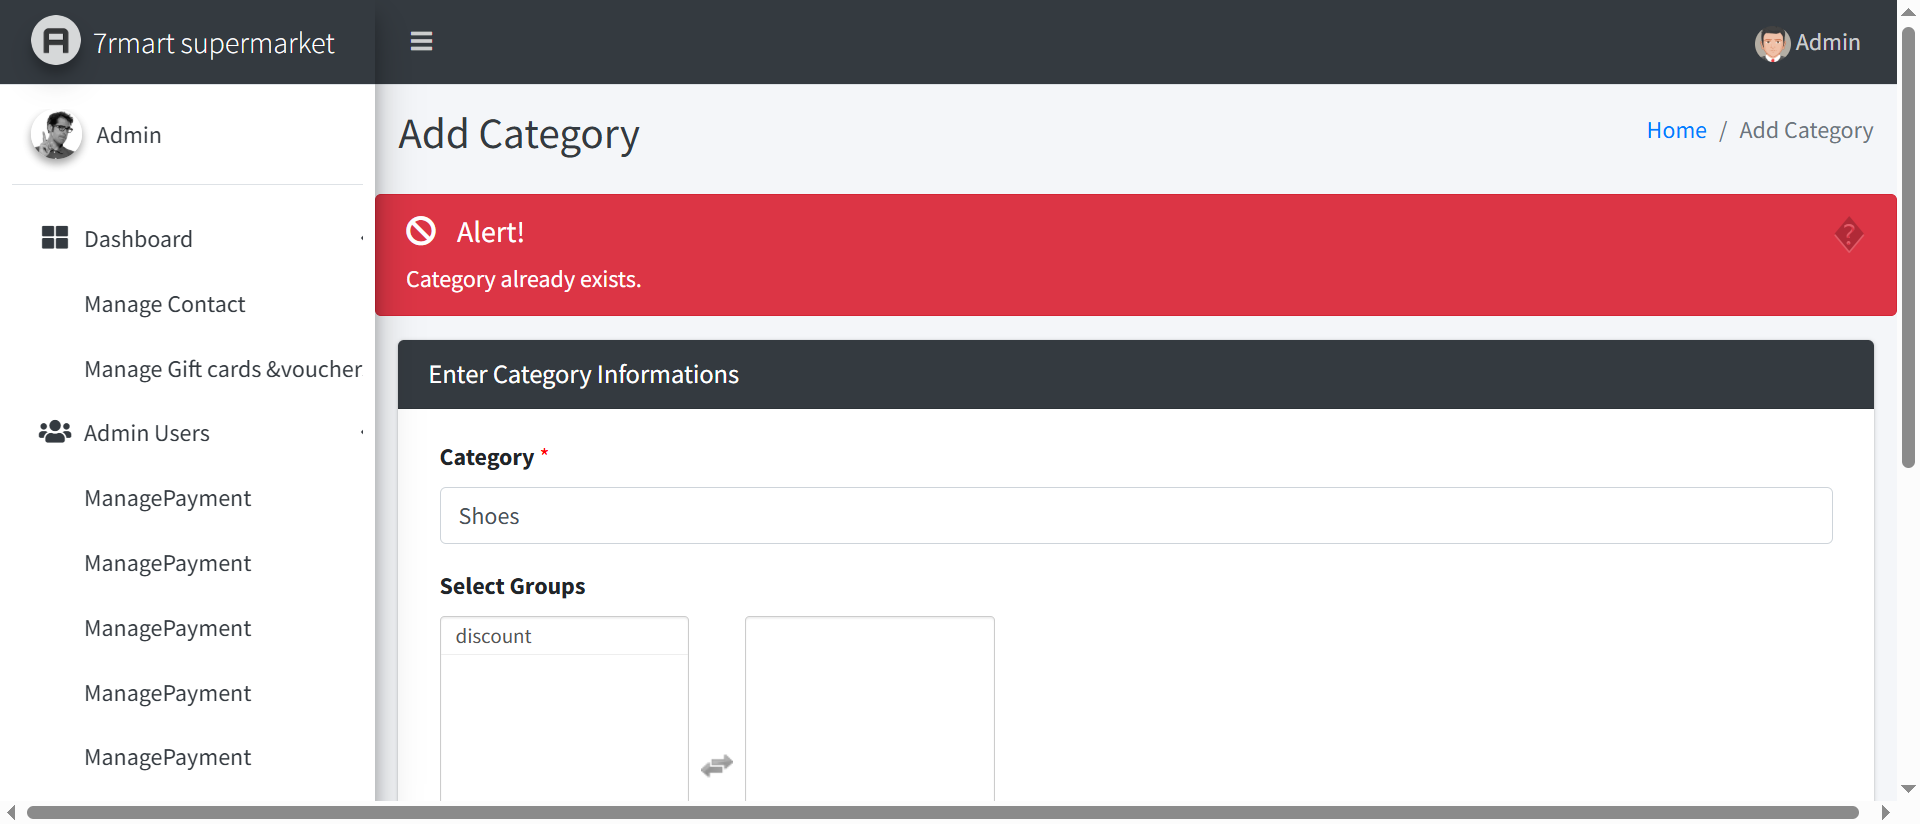 7rmart supermarket
Admin
Admin
Add Category
Home / Add Category
Alert!
Category already exists.
Dashboard
Manage Contact
Manage Gift cards &voucher
Admin Users
ManagePayment
ManagePayment
ManagePayment
ManagePayment
ManagePayment
Enter Category Informations
Category *
Shoes
Select Groups
discount